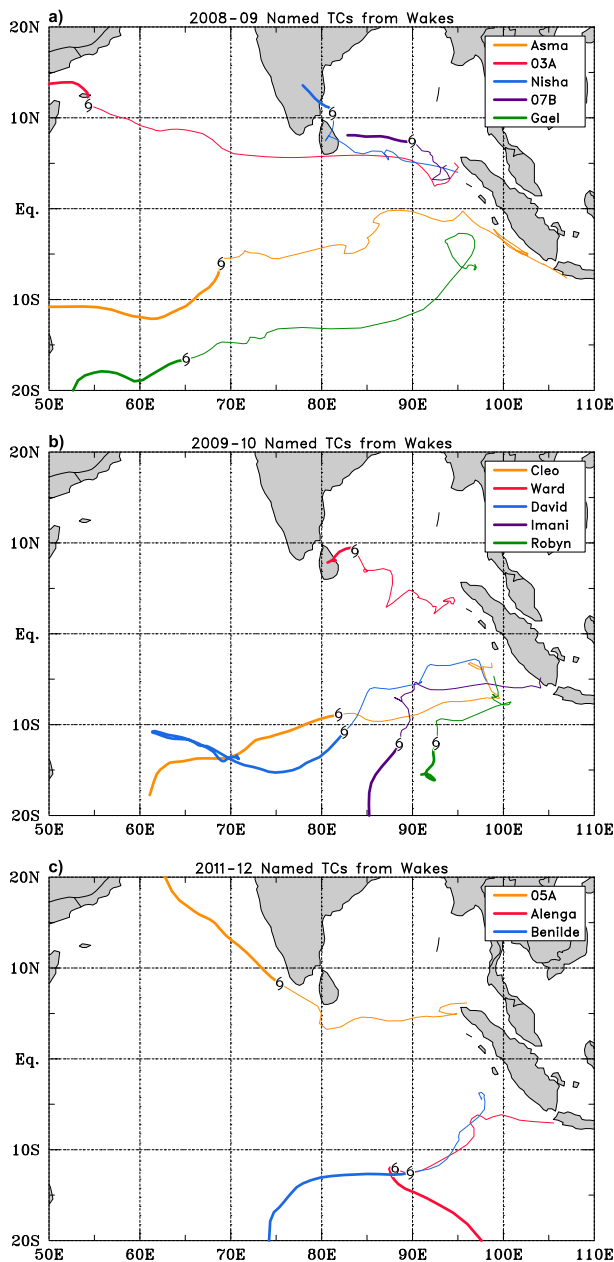 a) 2008-09 Named TCs from Wakes
20N
10N
Eq.
10S
20S
Asma
03A
Nisha
07B
Gael
50E 60E 70E 80E 90E 100E 110E
b) 2009-10 Named TCs from Wakes
20N
10N
Eq.
10S
20S
Cleo
Ward
David
Imani
Robyn
50E 60E 70E 80E 90E 100E 110E
c) 2011-12 Named TCs from Wakes
20N
10N
Eq.
10S
20S
05A
Alenga
Benilde
50E 60E 70E 80E 90E 100E 110E